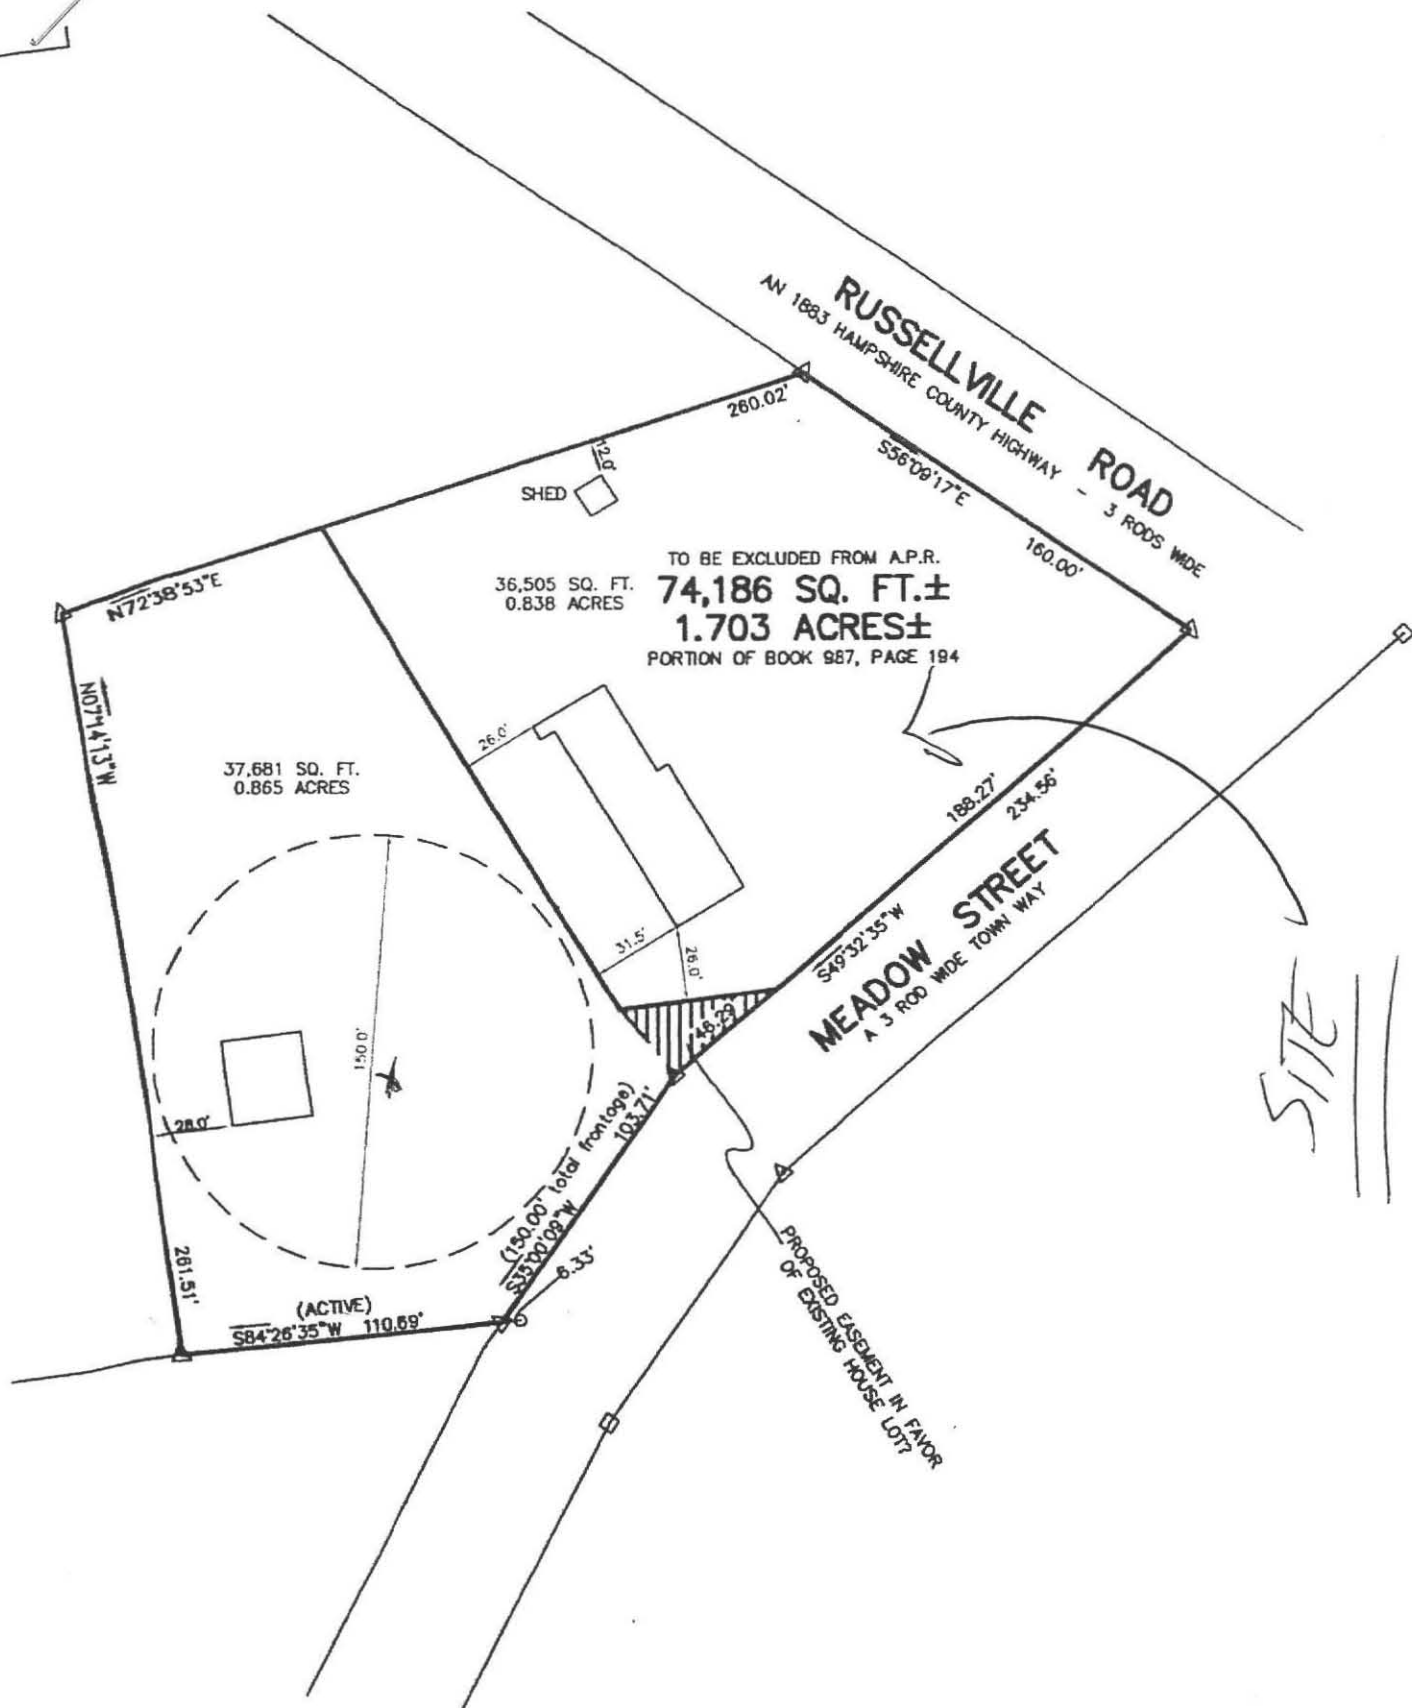 RUSSELLVILLE ROAD
AN 1883 HAMPSHIRE COUNTY HIGHWAY - 3 RODS WIDE
260.02'
S56°09'17"E
12.0'
SHED
160.00'
TO BE EXCLUDED FROM A.P.R.
74,186 SQ. FT.±
1.703 ACRES±
PORTION OF BOOK 987, PAGE 194
36,505 SQ. FT.
0.838 ACRES
N72°38'53"E
N07°14'13"W
26.0'
37,681 SQ. FT.
0.865 ACRES
188.27'
234.56'
MEADOW STREET
A 3 ROD WIDE TOWN WAY
S49°32'35"W
31.5'
26.0'
46.29'
SITE
150.0'
28.0'
(150.00' total frontage)
103.71'
S35°00'09"W
6.33'
261.51'
(ACTIVE)
S84°26'35"W 110.69'
PROPOSED EASEMENT IN FAVOR
OF EXISTING HOUSE LOT?